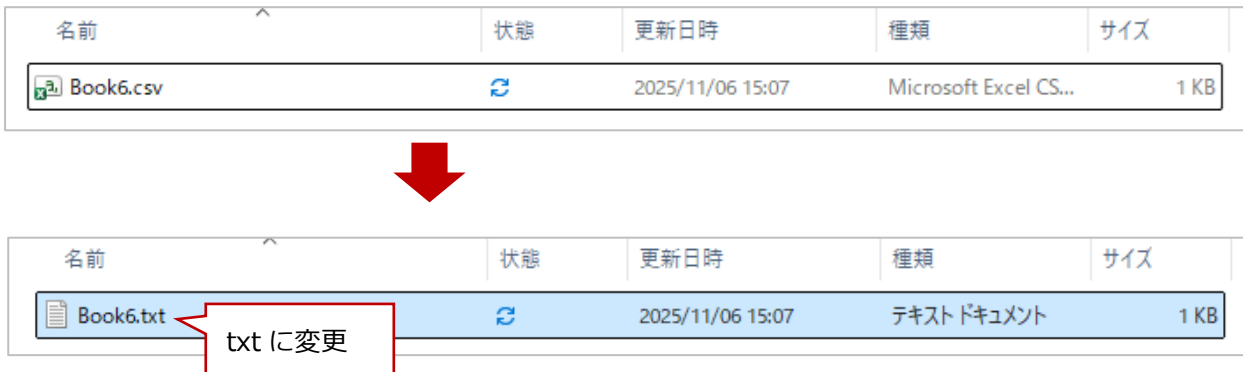 名前 状態 更新日時 種類 サイズ
Book6.csv 2025/11/06 15:07 Microsoft Excel CS... 1 KB
名前 状態 更新日時 種類 サイズ
Book6.txt 2025/11/06 15:07 テキスト ドキュメント 1 KB
txt に変更